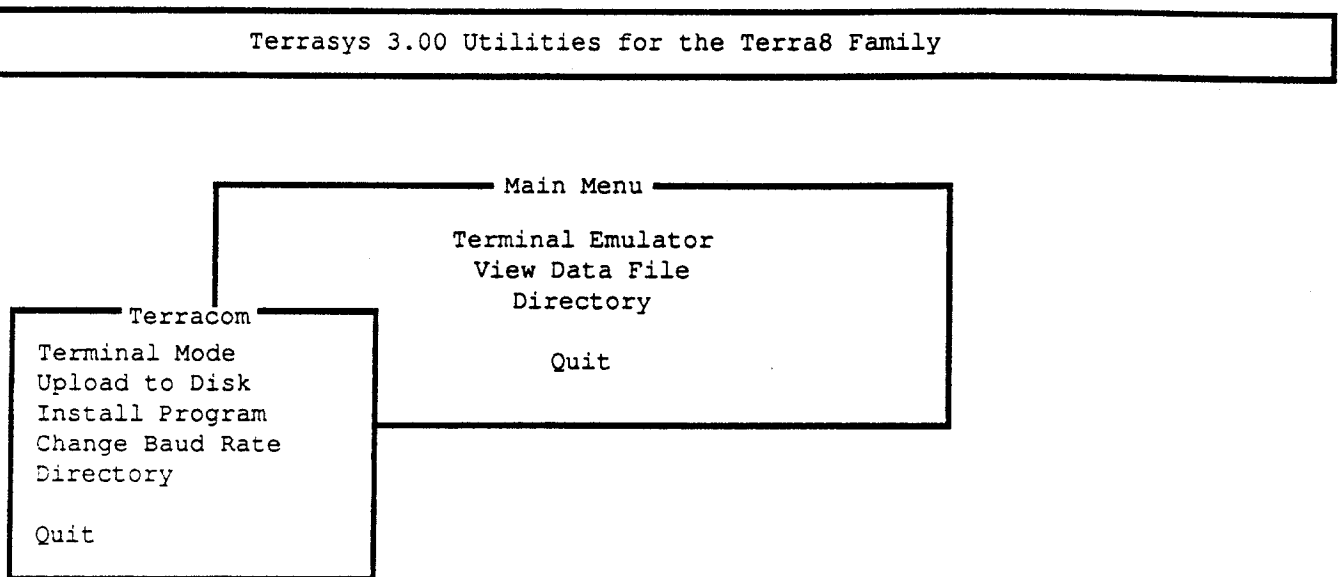 Terrasys 3.00 Utilities for the Terra8 Family
Main Menu
Terminal Emulator
View Data File
Directory
Quit
Terracom
Terminal Mode
Upload to Disk
Install Program
Change Baud Rate
Directory
Quit